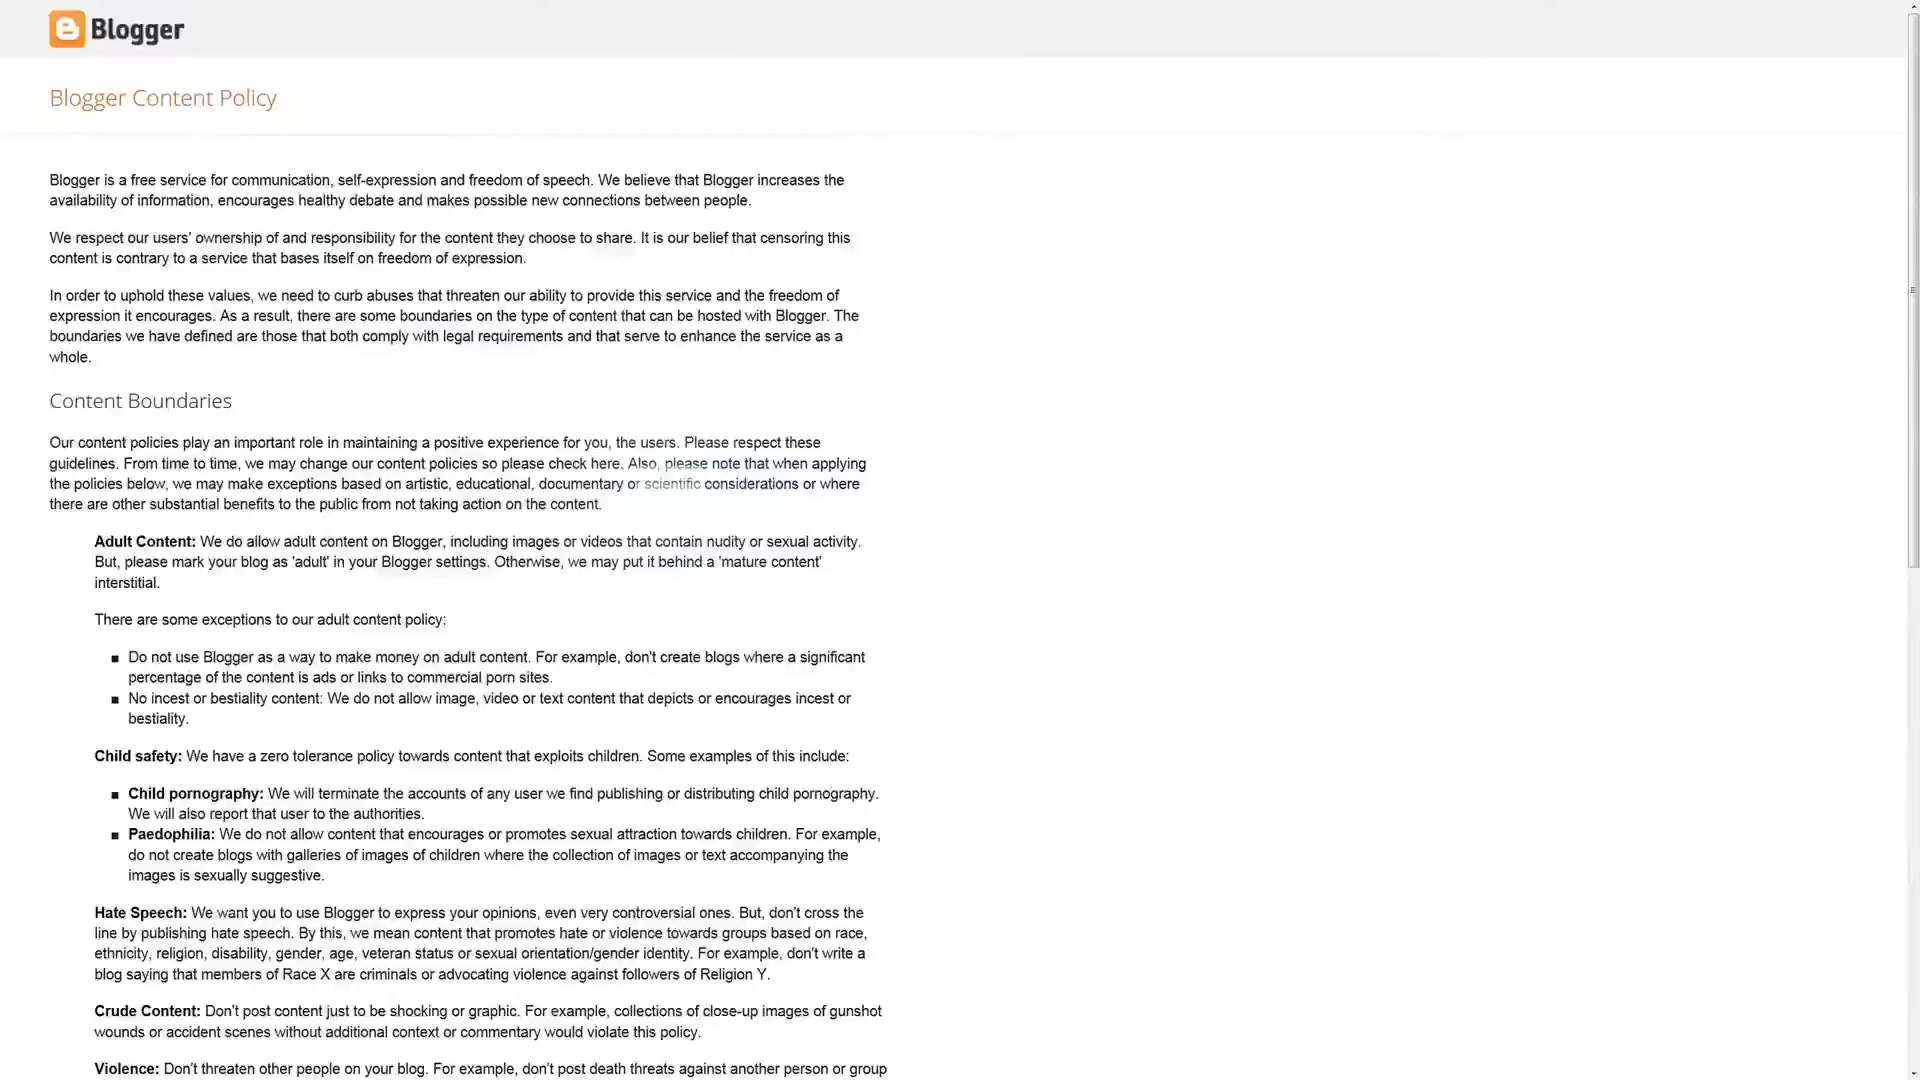 Blogger
Blogger Content Policy
Blogger is a free service for communication, self-expression and freedom of speech. We believe that Blogger increases the
availability of information, encourages healthy debate and makes possible new connections between people.
We respect our users' ownership of and responsibility for the content they choose to share. It is our belief that censoring this
content is contrary to a service that bases itself on freedom of expression.
In order to uphold these values, we need to curb abuses that threaten our ability to provide this service and the freedom of
expression it encourages. As a result, there are some boundaries on the type of content that can be hosted with Blogger. The
boundaries we have defined are those that both comply with legal requirements and that serve to enhance the service as a
whole.
Content Boundaries
Our content policies play an important role in maintaining a positive experience for you, the users. Please respect these
guidelines. From time to time, we may change our content policies so please check here. Also, please note that when applying
the policies below, we may make exceptions based on artistic, educational, documentary or scientific considerations or where
there are other substantial benefits to the public from not taking action on the content.
Adult Content: We do allow adult content on Blogger, including images or videos that contain nudity or sexual activity.
But, please mark your blog as 'adult' in your Blogger settings. Otherwise, we may put it behind a 'mature content'
interstitial.
There are some exceptions to our adult content policy:
■ Do not use Blogger as a way to make money on adult content. For example, don't create blogs where a significant
percentage of the content is ads or links to commercial porn sites.
■ No incest or bestiality content: We do not allow image, video or text content that depicts or encourages incest or
bestiality.
Child safety: We have a zero tolerance policy towards content that exploits children. Some examples of this include:
■ Child pornography: We will terminate the accounts of any user we find publishing or distributing child pornography.
We will also report that user to the authorities.
■ Paedophilia: We do not allow content that encourages or promotes sexual attraction towards children. For example,
do not create blogs with galleries of images of children where the collection of images or text accompanying the
images is sexually suggestive.
Hate Speech: We want you to use Blogger to express your opinions, even very controversial ones. But, don't cross the
line by publishing hate speech. By this, we mean content that promotes hate or violence towards groups based on race,
ethnicity, religion, disability, gender, age, veteran status or sexual orientation/gender identity. For example, don't write a
blog saying that members of Race X are criminals or advocating violence against followers of Religion Y.
Crude Content: Don't post content just to be shocking or graphic. For example, collections of close-up images of gunshot
wounds or accident scenes without additional context or commentary would violate this policy.
Violence: Don't threaten other people on your blog. For example, don't post death threats against another person or group